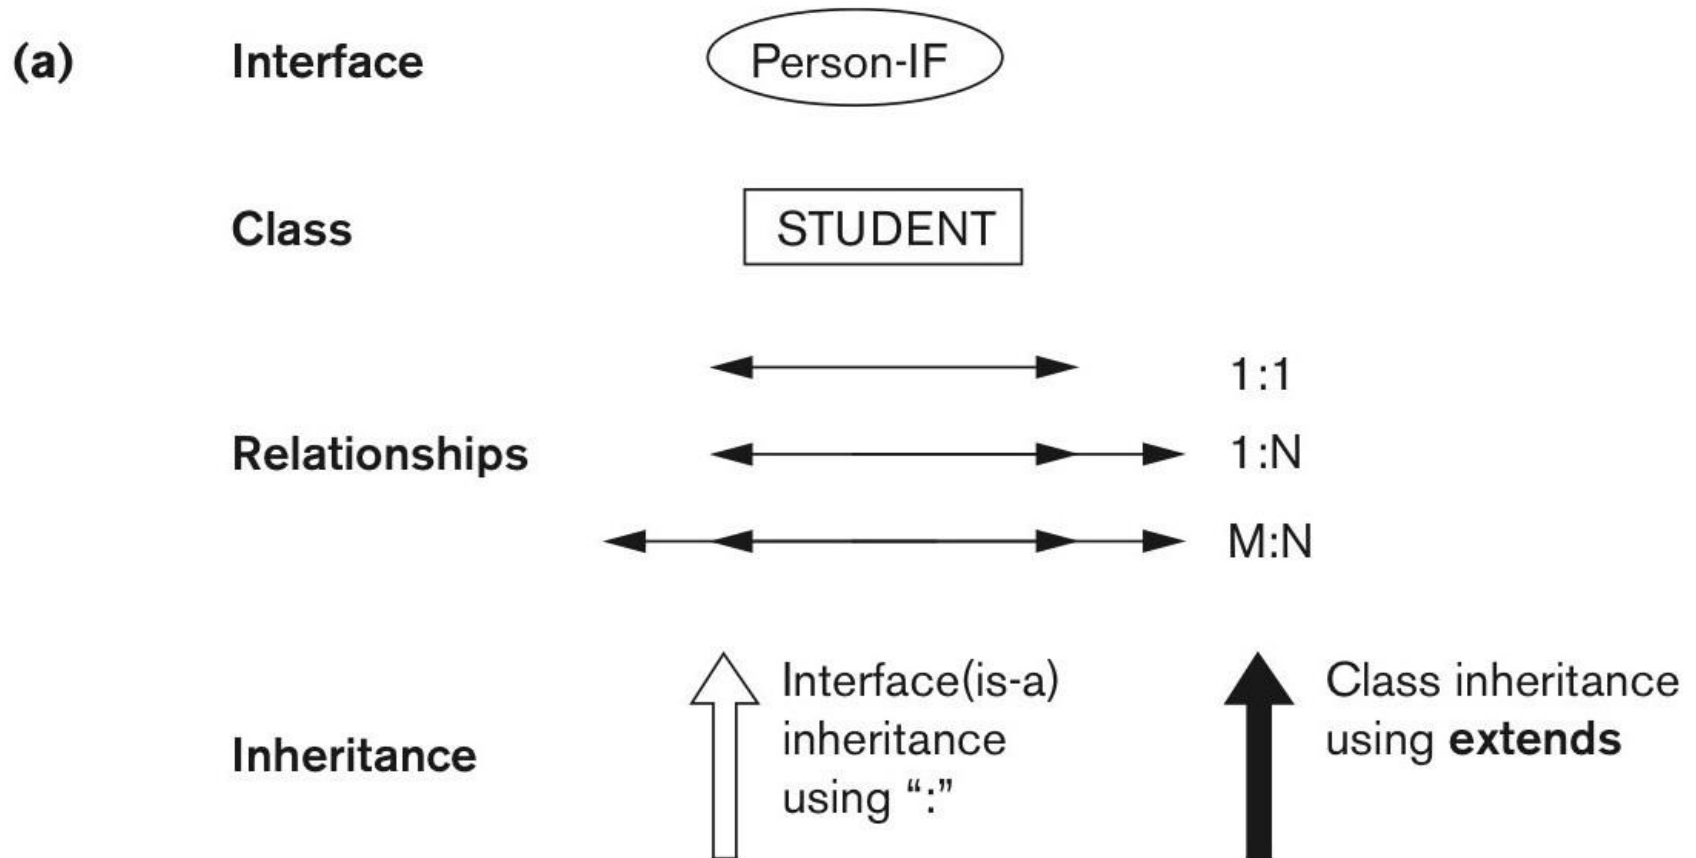 (a) Interface Person-IF
Class STUDENT
1:1
Relationships 1:N
M:N
Inheritance
Interface(is-a)
inheritance
using “:”
Class inheritance
using extends